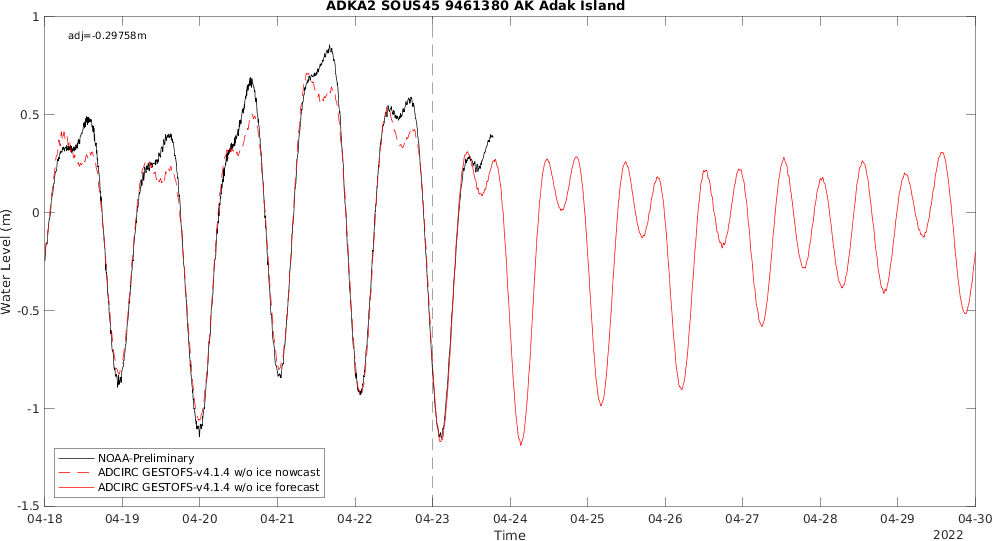 ADKA2 SOUS45 9461380 AK Adak Island
adj=-0.29758m
1
0.5
0
-0.5
-1
-1.5
Water Level (m)
NOAA-Preliminary
ADCIRC GESTOFS-v4.1.4 w/o ice nowcast
ADCIRC GESTOFS-v4.1.4 w/o ice forecast
04-18 04-19 04-20 04-21 04-22 04-23 04-24 04-25 04-26 04-27 04-28 04-29 04-30
Time
2022